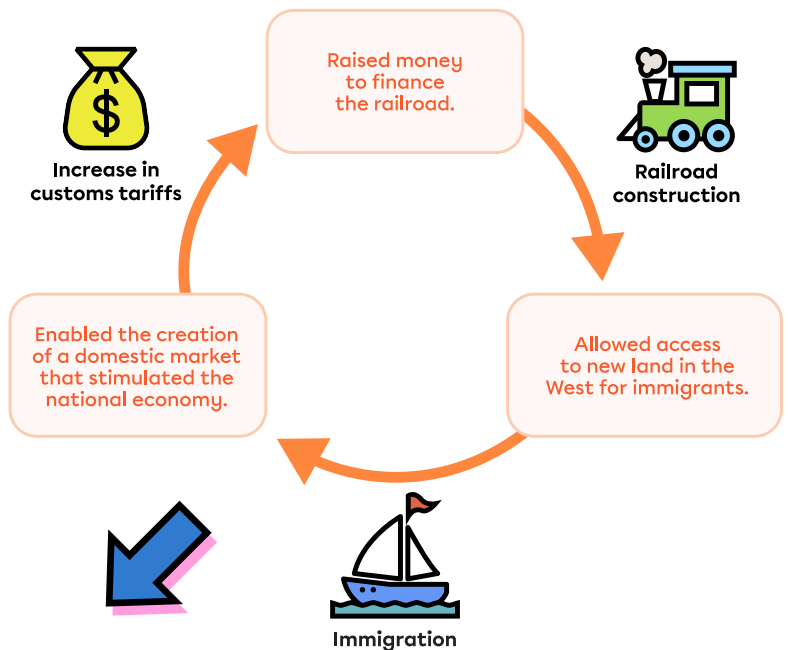 Raised money
to finance
the railroad.
$
Increase in
customs tariffs
Railroad
construction
Enabled the creation
of a domestic market
that stimulated the
national economy.
Allowed access
to new land in the
West for immigrants.
Immigration